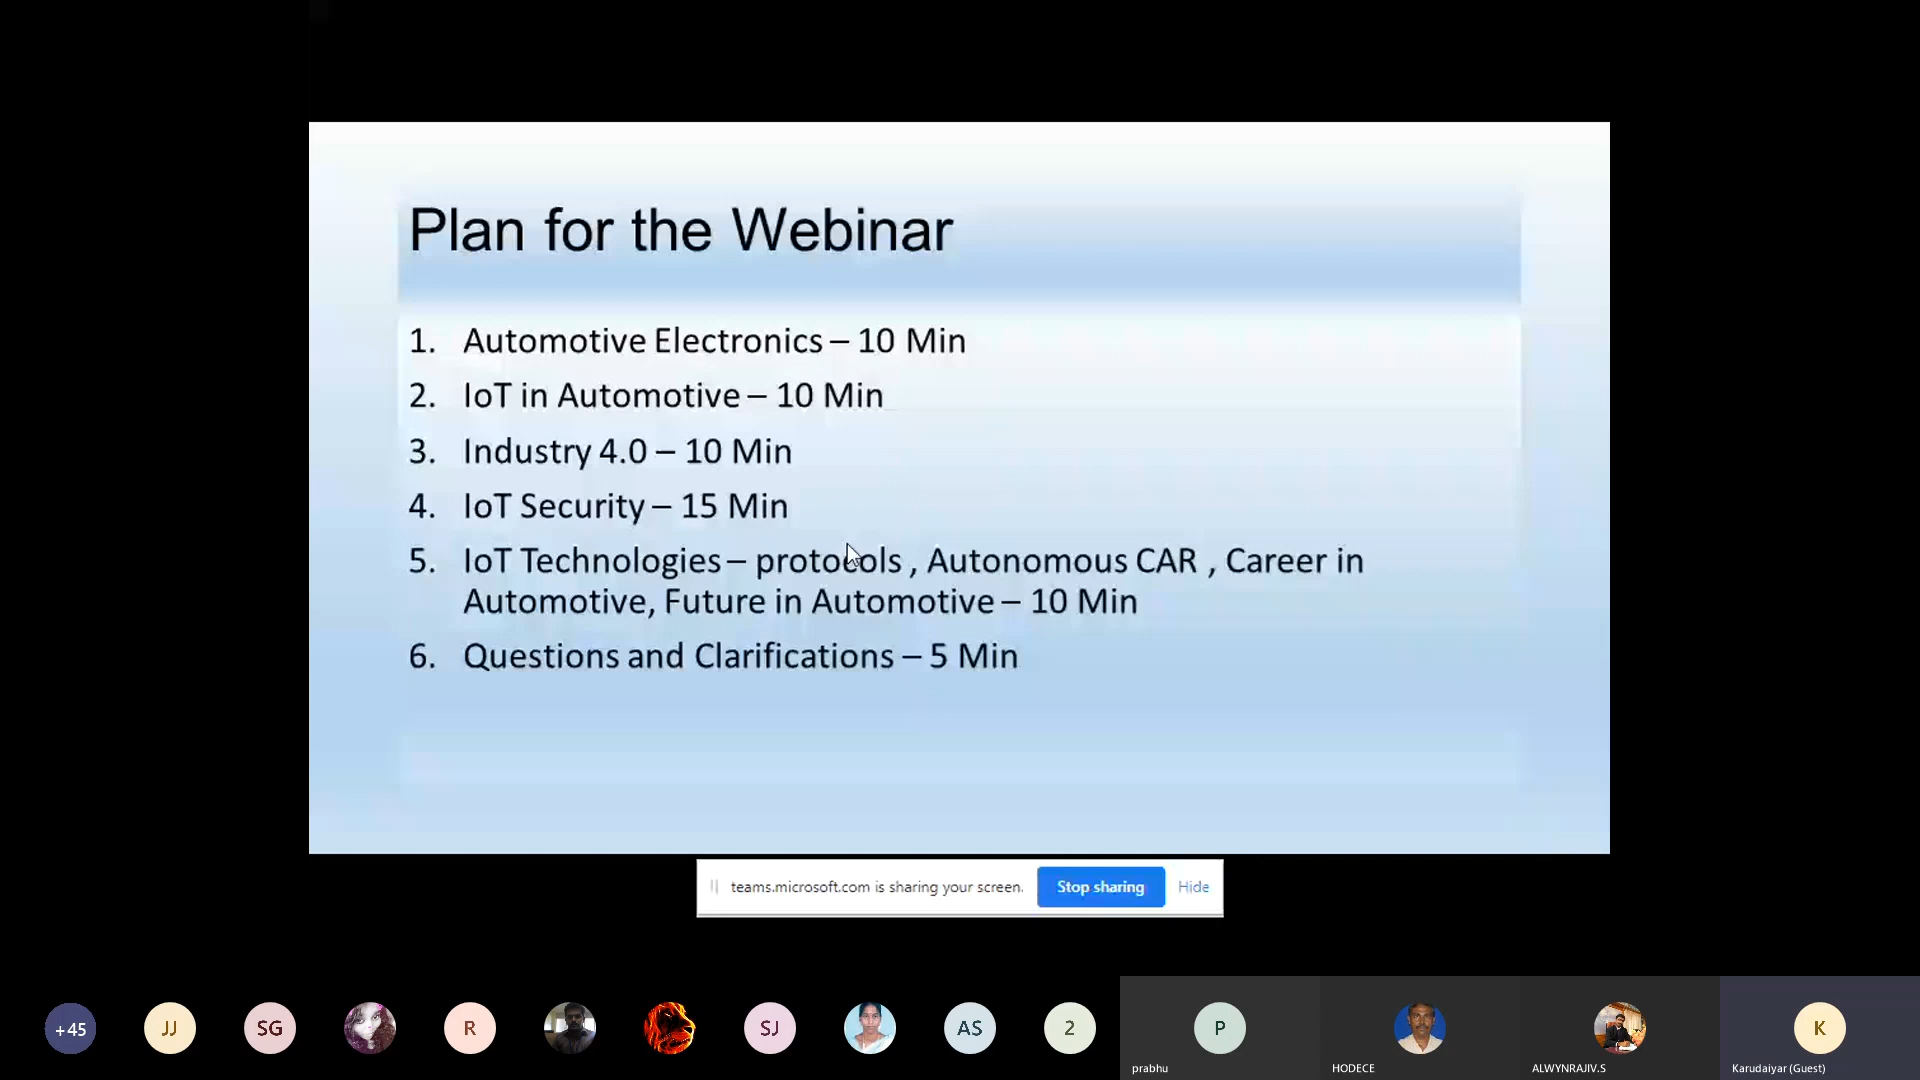 Plan for the Webinar
1. Automotive Electronics – 10 Min
2. IoT in Automotive – 10 Min
3. Industry 4.0 – 10 Min
4. IoT Security – 15 Min
5. IoT Technologies – protocols , Autonomous CAR , Career in
Automotive, Future in Automotive – 10 Min
6. Questions and Clarifications – 5 Min
teams.microsoft.com is sharing your screen. Stop sharing Hide
+45 JJ SG R SJ AS 2 P K
prabhu HODECE ALWYNRAJIV.S Karudaiyar (Guest)